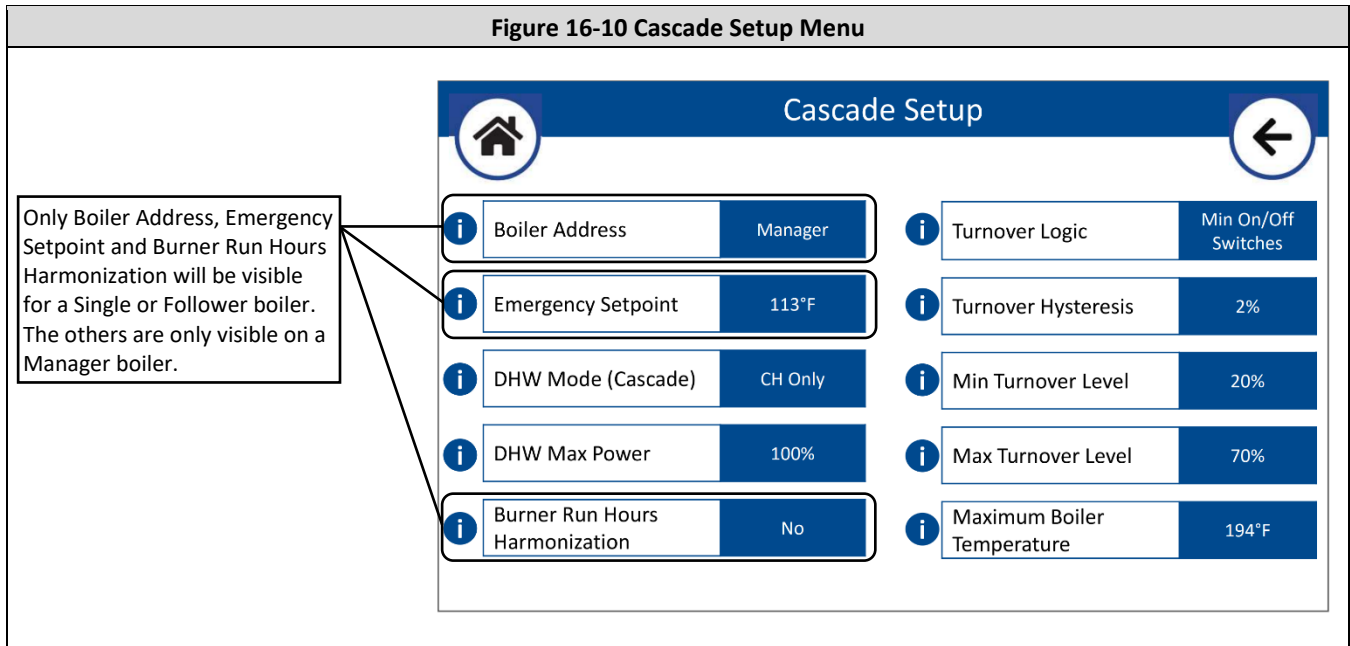 Figure 16-10 Cascade Setup Menu
Cascade Setup
Only Boiler Address, Emergency
Setpoint and Burner Run Hours
Harmonization will be visible
for a Single or Follower boiler.
The others are only visible on a
Manager boiler.
i Boiler Address Manager
i Emergency Setpoint 113°F
i DHW Mode (Cascade) CH Only
i DHW Max Power 100%
i Burner Run Hours
Harmonization No
i Turnover Logic Min On/Off
Switches
i Turnover Hysteresis 2%
i Min Turnover Level 20%
i Max Turnover Level 70%
i Maximum Boiler
Temperature 194°F